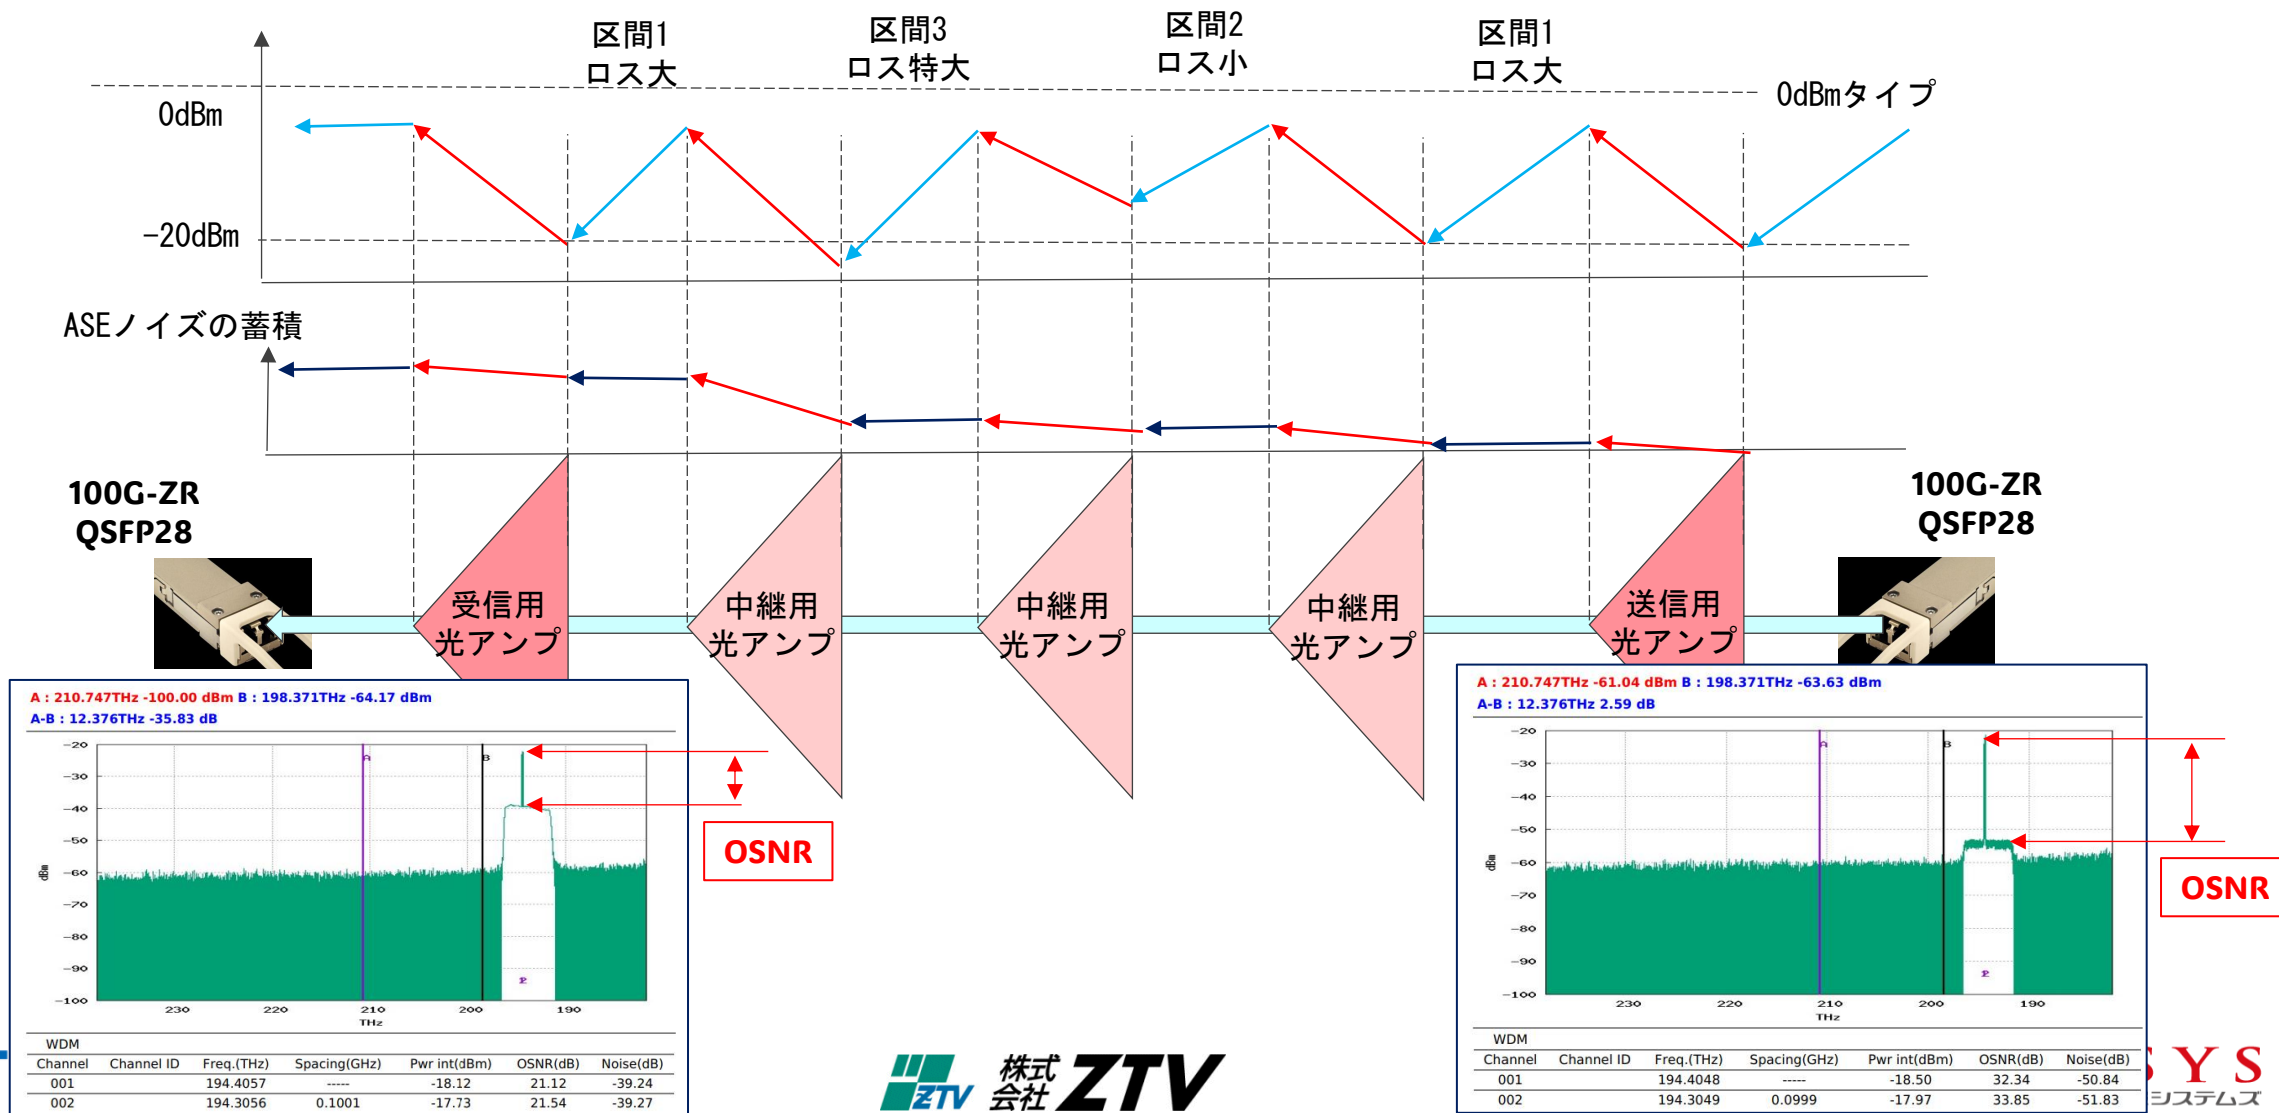 区間1
ロス大
区間3
ロス特大
区間2
ロス小
区間1
ロス大
0dBm
0dBmタイプ
-20dBm
ASEノイズの蓄積
100G-ZR
QSFP28
100G-ZR
QSFP28
受信用
光アンプ
中継用
光アンプ
中継用
光アンプ
中継用
光アンプ
送信用
光アンプ
A : 210.747THz -100.00 dBm B : 198.371THz -64.17 dBm
A-B : 12.376THz -35.83 dB
A
B
-20
-30
-40
-50
-60
-70
-80
-90
-100
dBm
230
220
210
200
190
THz
OSNR
WDM
Channel Channel ID Freq.(THz) Spacing(GHz) Pwr int(dBm) OSNR(dB) Noise(dB)
001 194.4057 ----- -18.12 21.12 -39.24
002 194.3056 0.1001 -17.73 21.54 -39.27
A : 210.747THz -61.04 dBm B : 198.371THz -63.63 dBm
A-B : 12.376THz 2.59 dB
A
B
-20
-30
-40
-50
-60
-70
-80
-90
-100
dBm
230
220
210
200
190
THz
OSNR
WDM
Channel Channel ID Freq.(THz) Spacing(GHz) Pwr int(dBm) OSNR(dB) Noise(dB)
001 194.4048 ----- -18.50 32.34 -50.84
002 194.3049 0.0999 -17.97 33.85 -51.83
ZTV
株式
会社
ZTV
SYS
システムズ